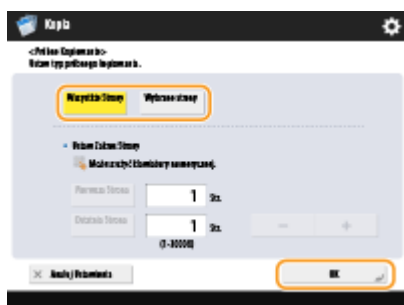 Kopia
<Próbne Kopiowanie>
Ustaw typ próbnego kopiowania.
Wszystkie Strony Wybrane strony
Ustaw Zakres Strony
Można użyć klawiatury numerycznej.
Pierwsza Strona 1 Str.
Ostatnia Strona 1 Str. - +
(1-30006)
Anuluj Ustawienia OK